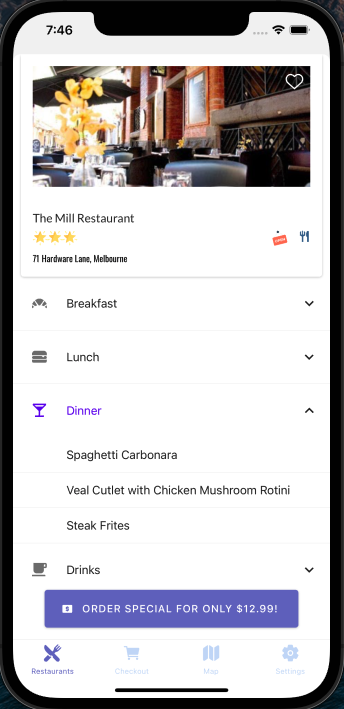 7:46
The Mill Restaurant
71 Hardware Lane, Melbourne
Breakfast
Lunch
Dinner
Spaghetti Carbonara
Veal Cutlet with Chicken Mushroom Rotini
Steak Frites
Drinks
ORDER SPECIAL FOR ONLY $12.99!
Restaurants
Checkout
Map
Settings